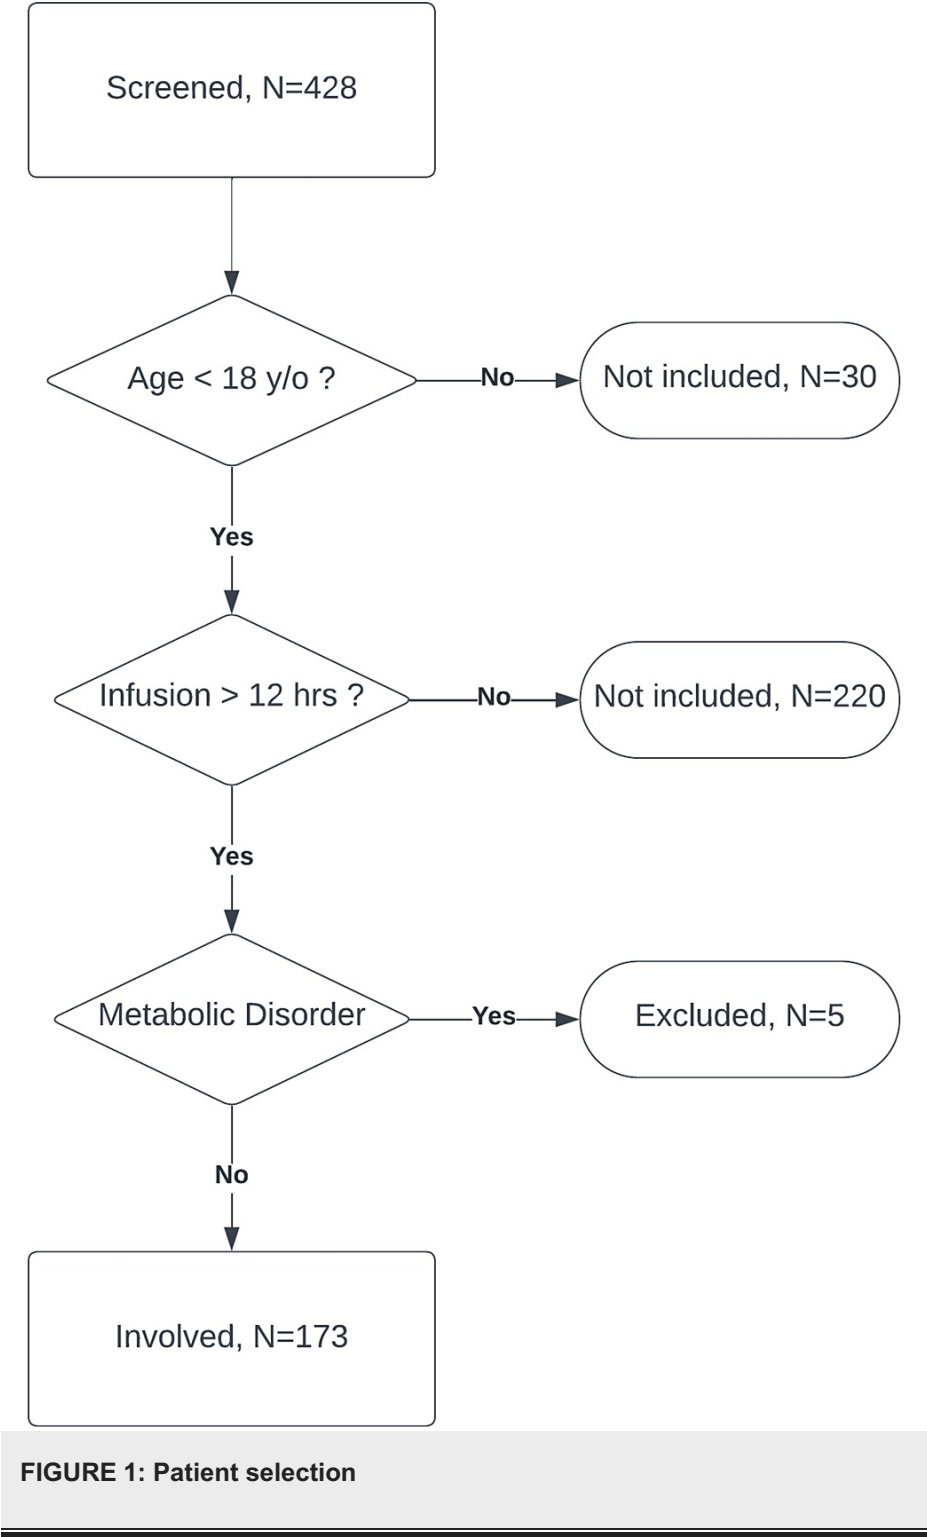 Screened, N=428
Age < 18 y/o ?
No
Not included, N=30
Yes
Infusion > 12 hrs ?
No
Not included, N=220
Yes
Metabolic Disorder
Yes
Excluded, N=5
No
Involved, N=173
FIGURE 1: Patient selection